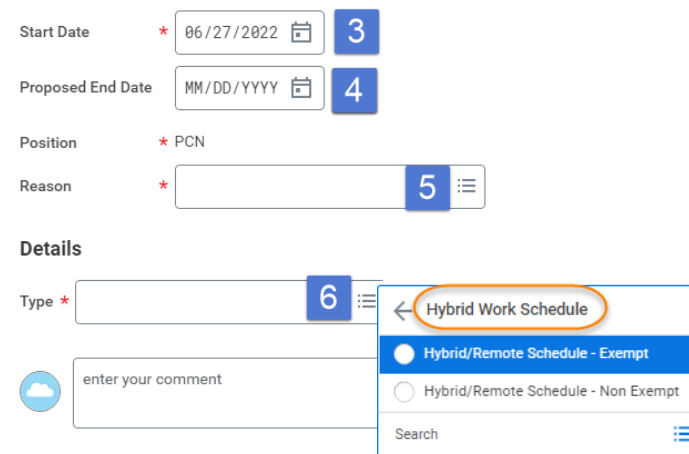 Start Date * 06/27/2022 3
Proposed End Date MM/DD/YYYY 4
Position * PCN
Reason * 5
Details
Type * 6
Hybrid Work Schedule
Hybrid/Remote Schedule - Exempt
enter your comment
Hybrid/Remote Schedule - Non Exempt
Search